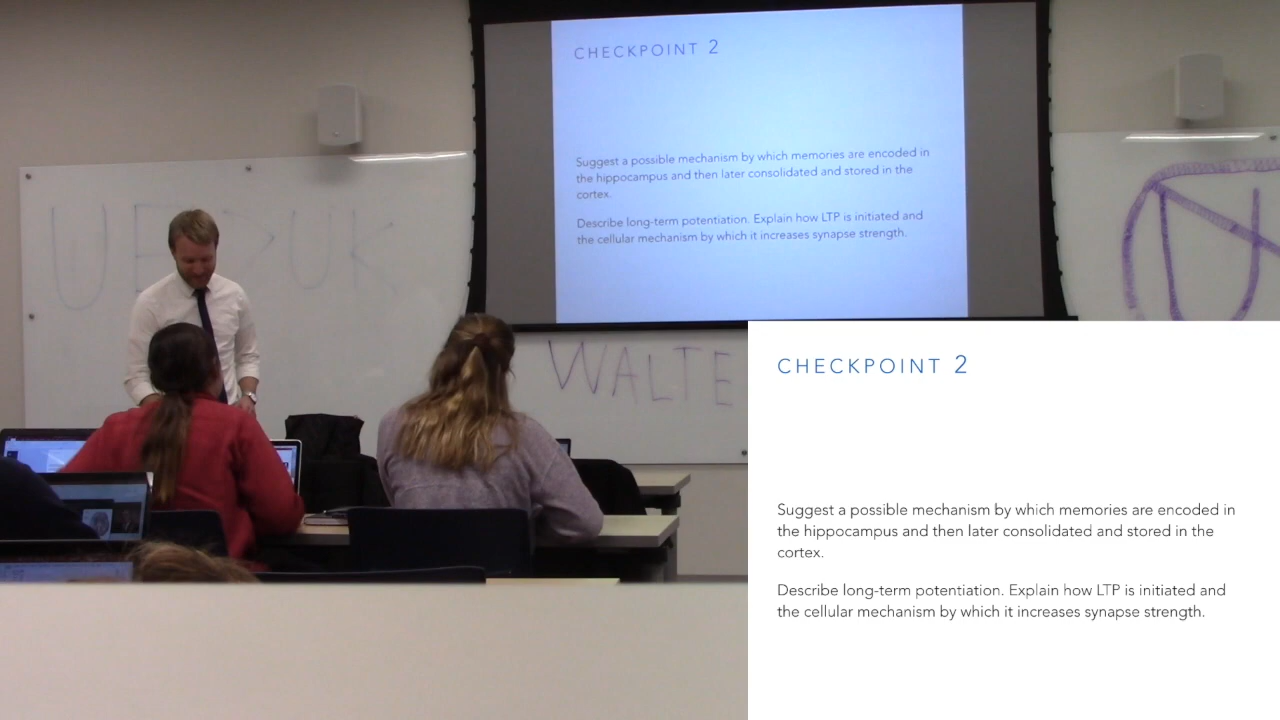 CHECKPOINT 2
Suggest a possible mechanism by which memories are encoded in
the hippocampus and then later consolidated and stored in the
cortex.
Describe long-term potentiation. Explain how LTP is initiated and
the cellular mechanism by which it increases synapse strength.
WALTE
CHECKPOINT 2
Suggest a possible mechanism by which memories are encoded in
the hippocampus and then later consolidated and stored in the
cortex.
Describe long-term potentiation. Explain how LTP is initiated and
the cellular mechanism by which it increases synapse strength.